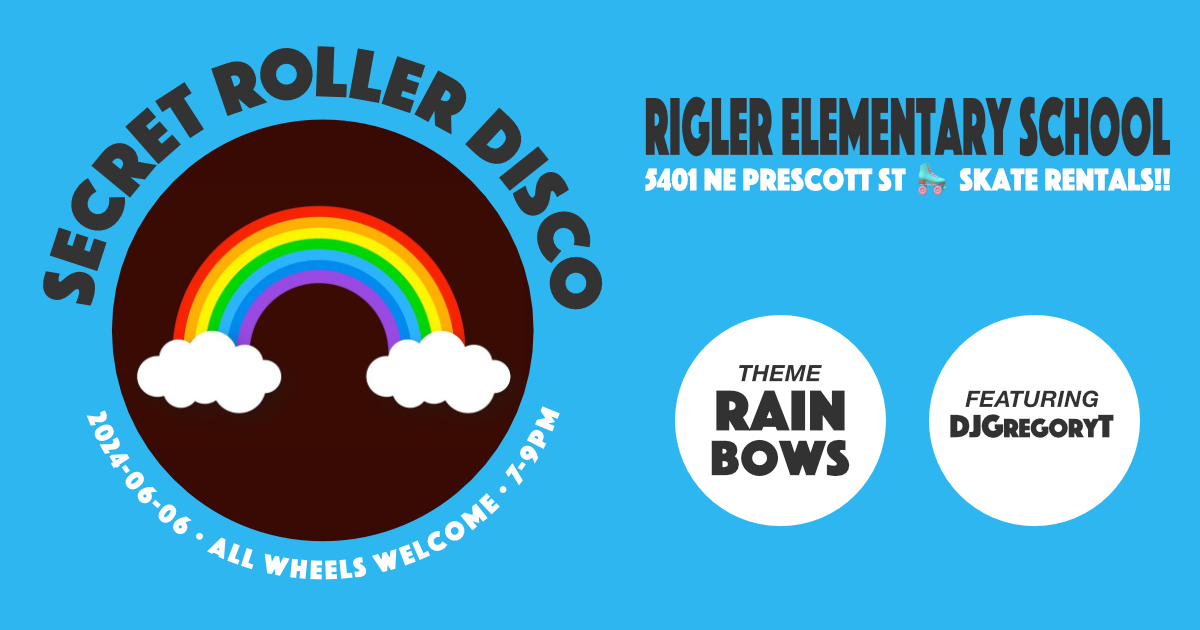 SECRET ROLLER DISCO
2024-06-06 • ALL WHEELS WELCOME • 7-9PM
RIGLER ELEMENTARY SCHOOL
5401 NE PRESCOTT ST 🛼 SKATE RENTALS!!
THEME
RAIN
BOWS
FEATURING
DJGREGORYT